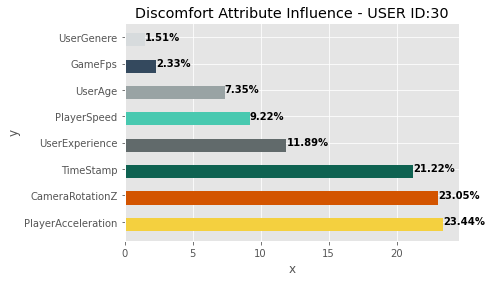 Discomfort Attribute Influence - USER ID:30
UserGenere 1.51%
GameFps 2.33%
UserAge 7.35%
PlayerSpeed 9.22%
y
UserExperience 11.89%
TimeStamp 21.22%
CameraRotationZ 23.05%
PlayerAcceleration 23.44%
0 5 10 15 20
x